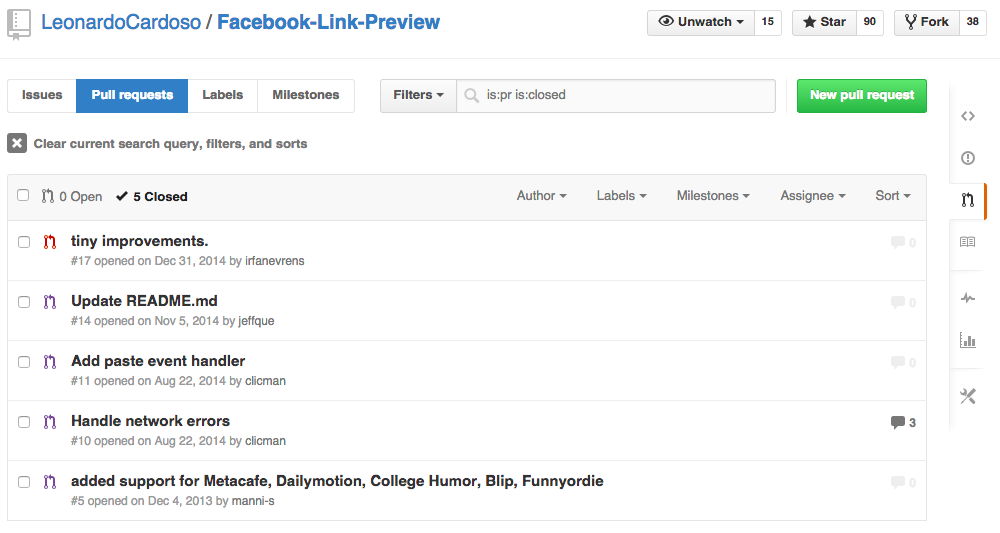 LeonardoCardoso / Facebook-Link-Preview
Unwatch 15 Star 90 Fork 38
Issues Pull requests Labels Milestones Filters is:pr is:closed New pull request
Clear current search query, filters, and sorts
0 Open 5 Closed Author Labels Milestones Assignee Sort
tiny improvements. 0
#17 opened on Dec 31, 2014 by irfanevrens
Update README.md 0
#14 opened on Nov 5, 2014 by jeffque
Add paste event handler 0
#11 opened on Aug 22, 2014 by clicman
Handle network errors 3
#10 opened on Aug 22, 2014 by clicman
added support for Metacafe, Dailymotion, College Humor, Blip, Funnyordie 0
#5 opened on Dec 4, 2013 by manni-s